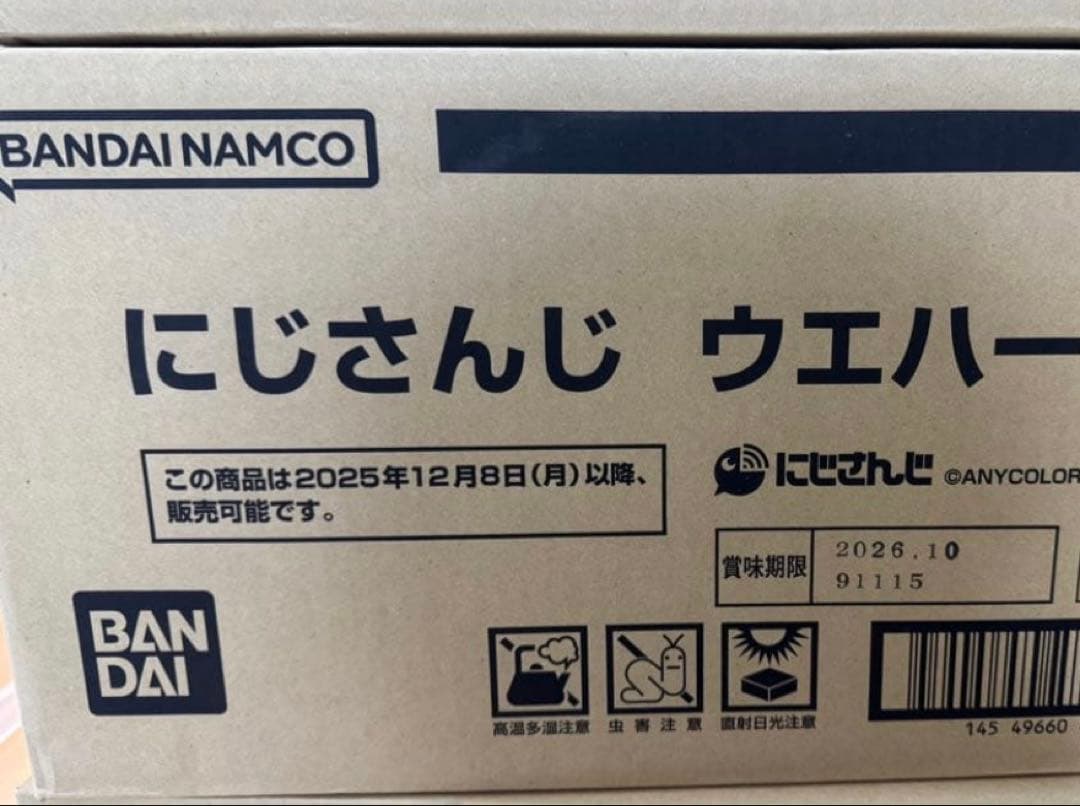 BANDAI NAMCO
にじさんじ ウエハー
この商品は2025年12月8日(月)以降、
販売可能です。
にじさんじ ©ANYCOLOR
賞味期限 2026.10
91115
BAN
DAI
高温多湿注意 虫害注意 直射日光注意
145 49660